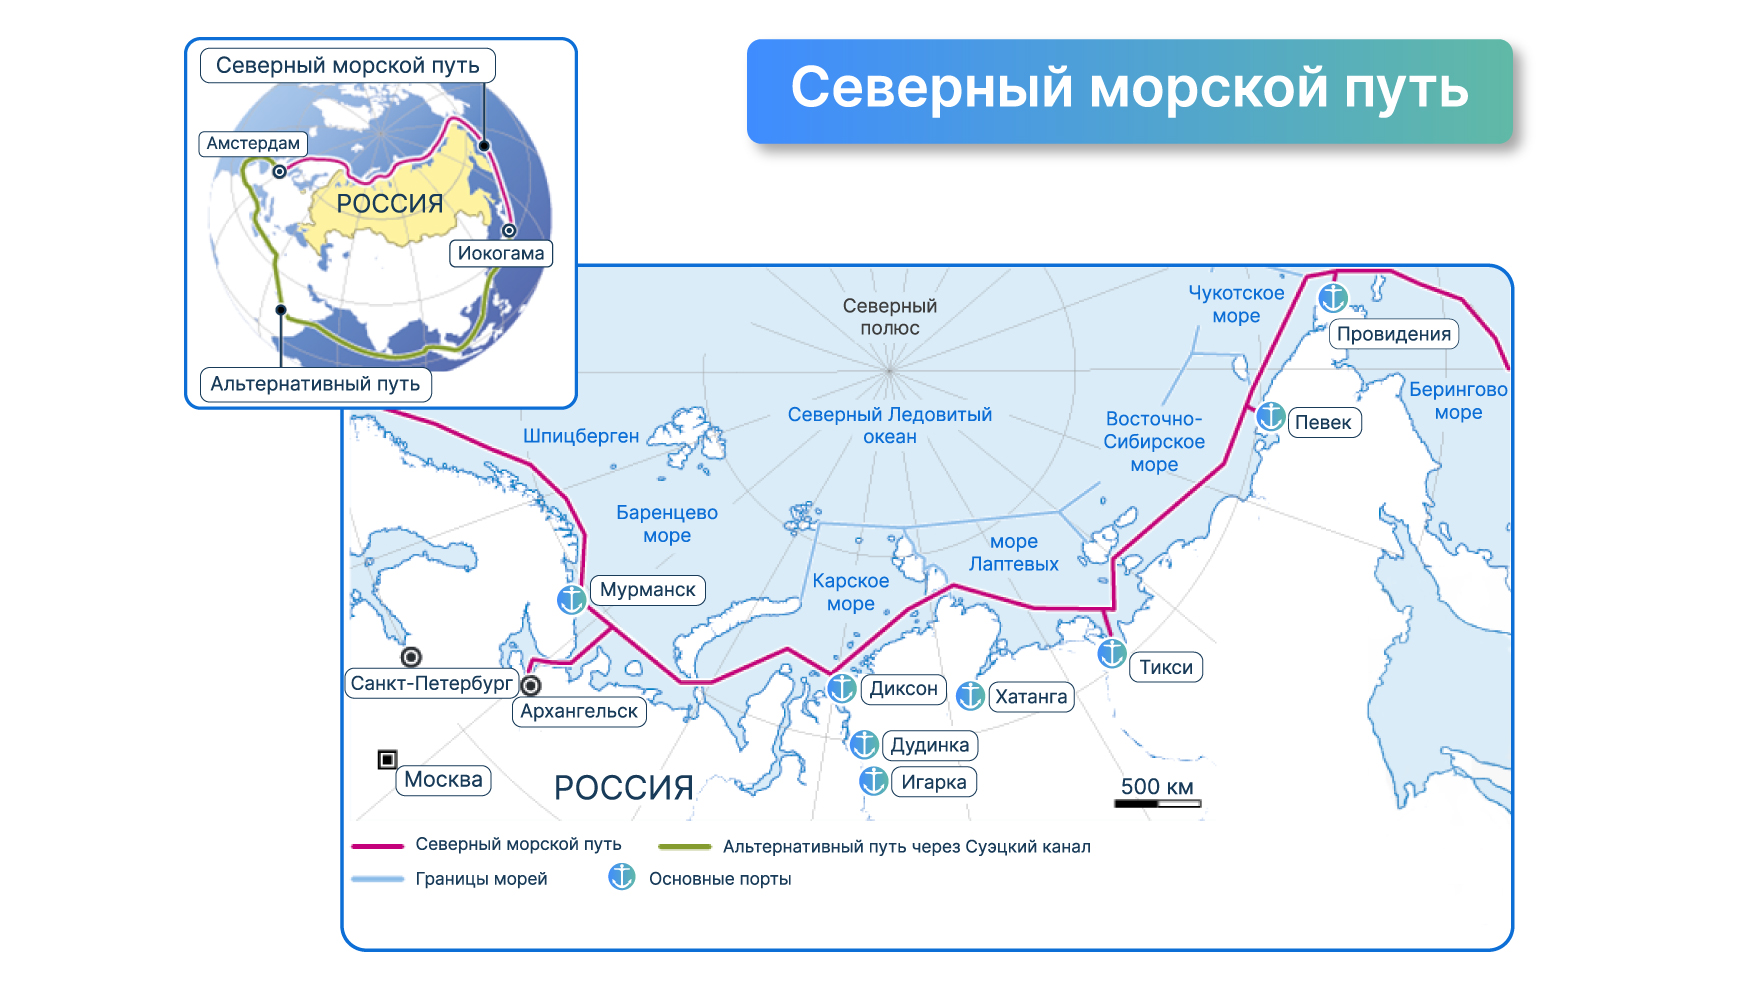 Северный морской путь
Северный морской путь
Амстердам
РОССИЯ
Иокогама
Альтернативный путь
Северный
полюс
Чукотское
море
Провидения
Берингово
море
Северный Ледовитый
океан
Восточно-
Сибирское
море
Певек
Шпицберген
Баренцево
море
море
Лаптевых
Карское
море
Мурманск
Санкт-Петербург
Архангельск
Диксон
Хатанга
Тикси
Дудинка
Игарка
Москва
РОССИЯ
500 км
Северный морской путь
Альтернативный путь через Суэцкий канал
Границы морей
Основные порты